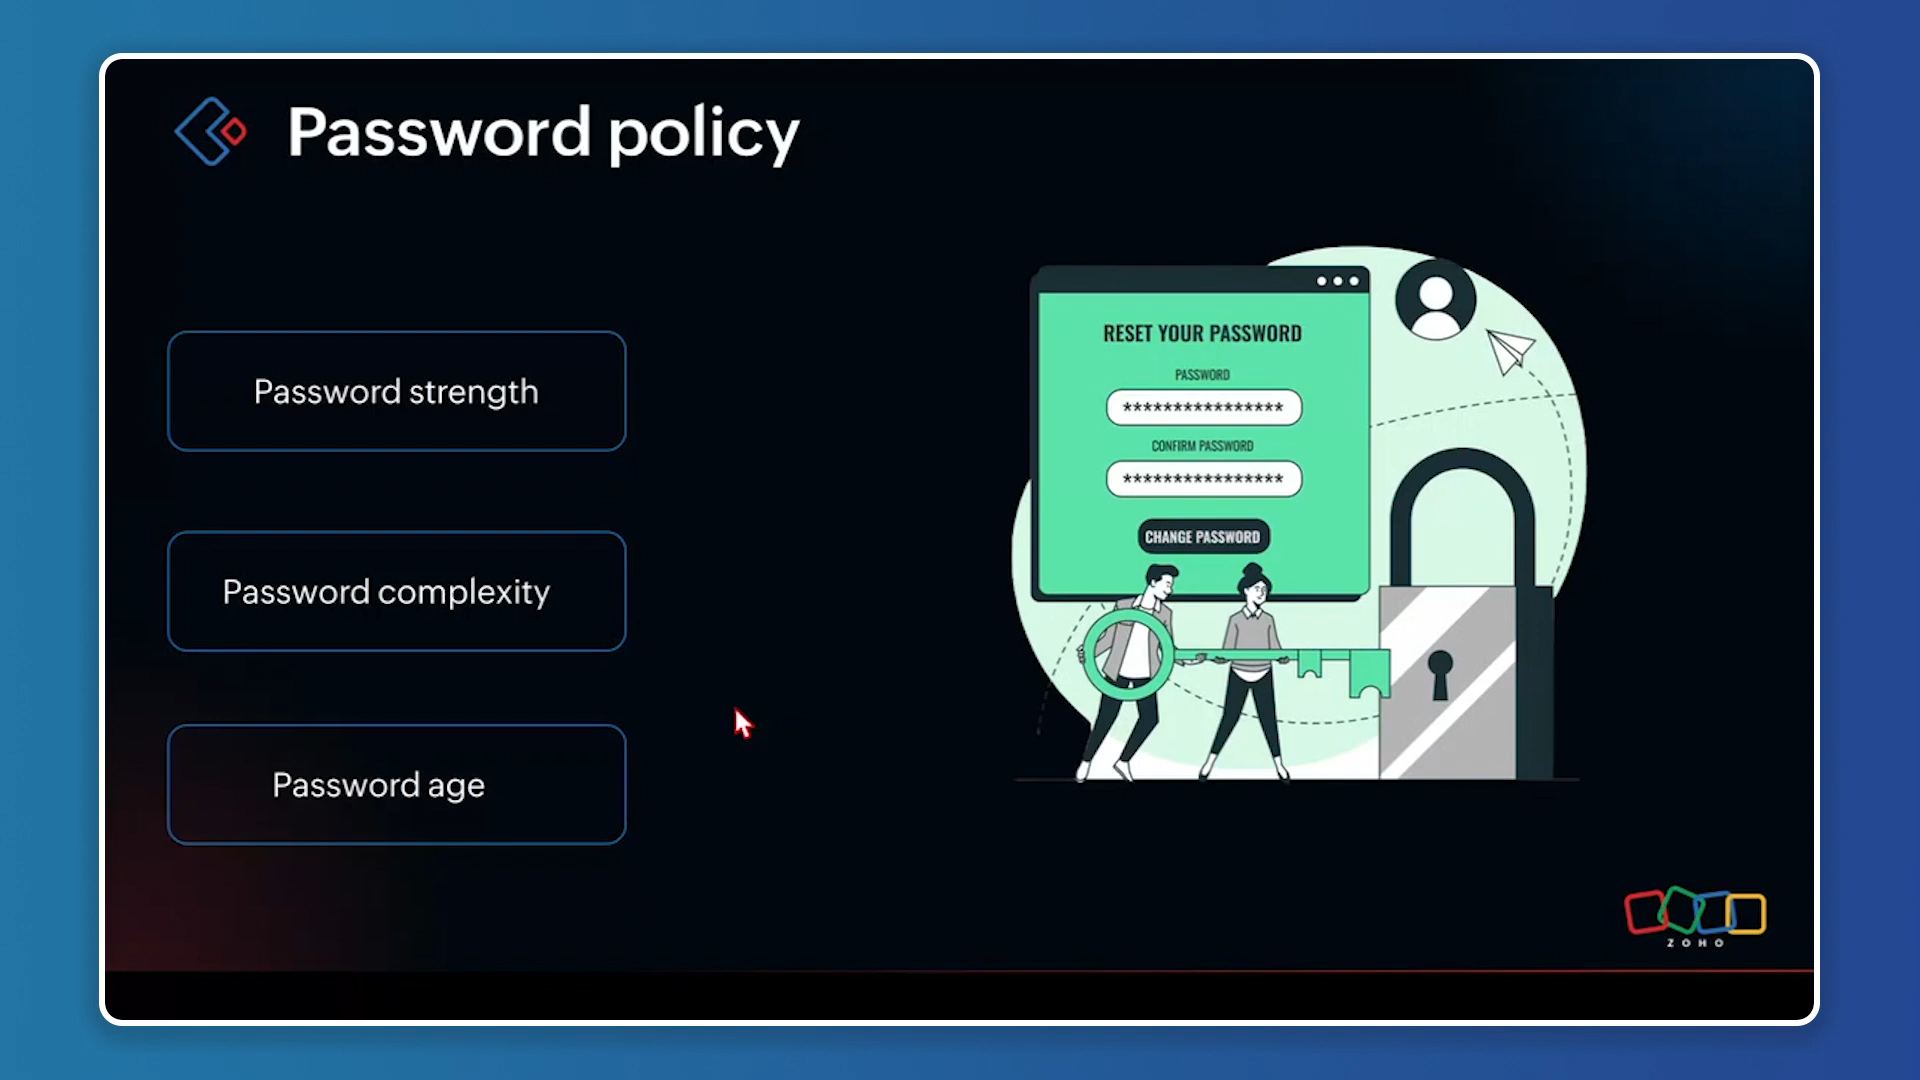 Password policy
Password strength
Password complexity
Password age
RESET YOUR PASSWORD
PASSWORD
****************
CONFIRM PASSWORD
****************
CHANGE PASSWORD
ZOHO